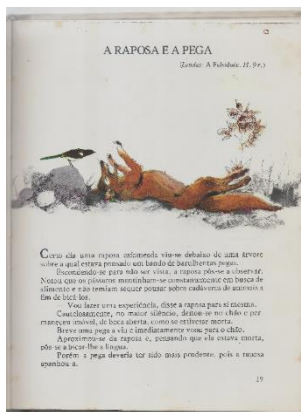 A RAPOSA E A PEGA
(Lendas: A Falsidade. H. 9 r.)
Certo dia uma raposa esfomeada viu-se debaixo de uma árvore
sobre a qual estava pousado um bando de barulhentas pegas.
Escondendo-se para não ser vista, a raposa pôs-se a observar.
Notou que os pássaros mantinham-se constantemente em busca de
alimento e não temiam sequer pousar sobre cadáveres de animais a
fim de bicá-los.
— Vou fazer uma experiência, disse a raposa para si mesma.
Cautelosamente, no maior silêncio, deitou-se no chão e per-
maneceu imóvel, de boca aberta, como se estivesse morta.
Breve uma pega a viu e imediatamente voou para o chão.
Aproximou-se da raposa e, pensando que ela estava morta,
pôs-se a bicar-lhe a língua.
Porém a pega deveria ter sido mais prudente, pois a raposa
apanhou-a.
19